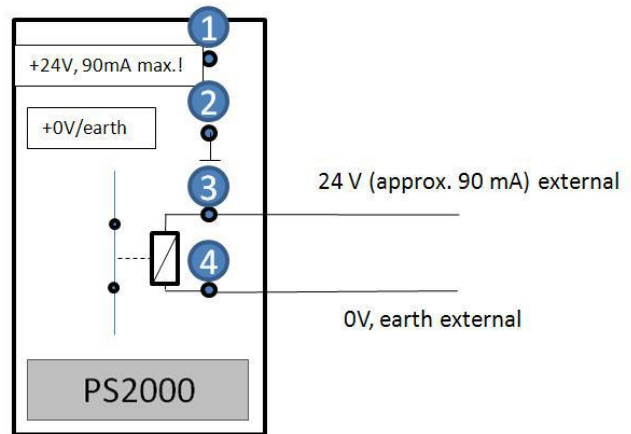 1
+24V, 90mA max.!
2
+0V/earth
3
24 V (approx. 90 mA) external
4
0V, earth external
PS2000